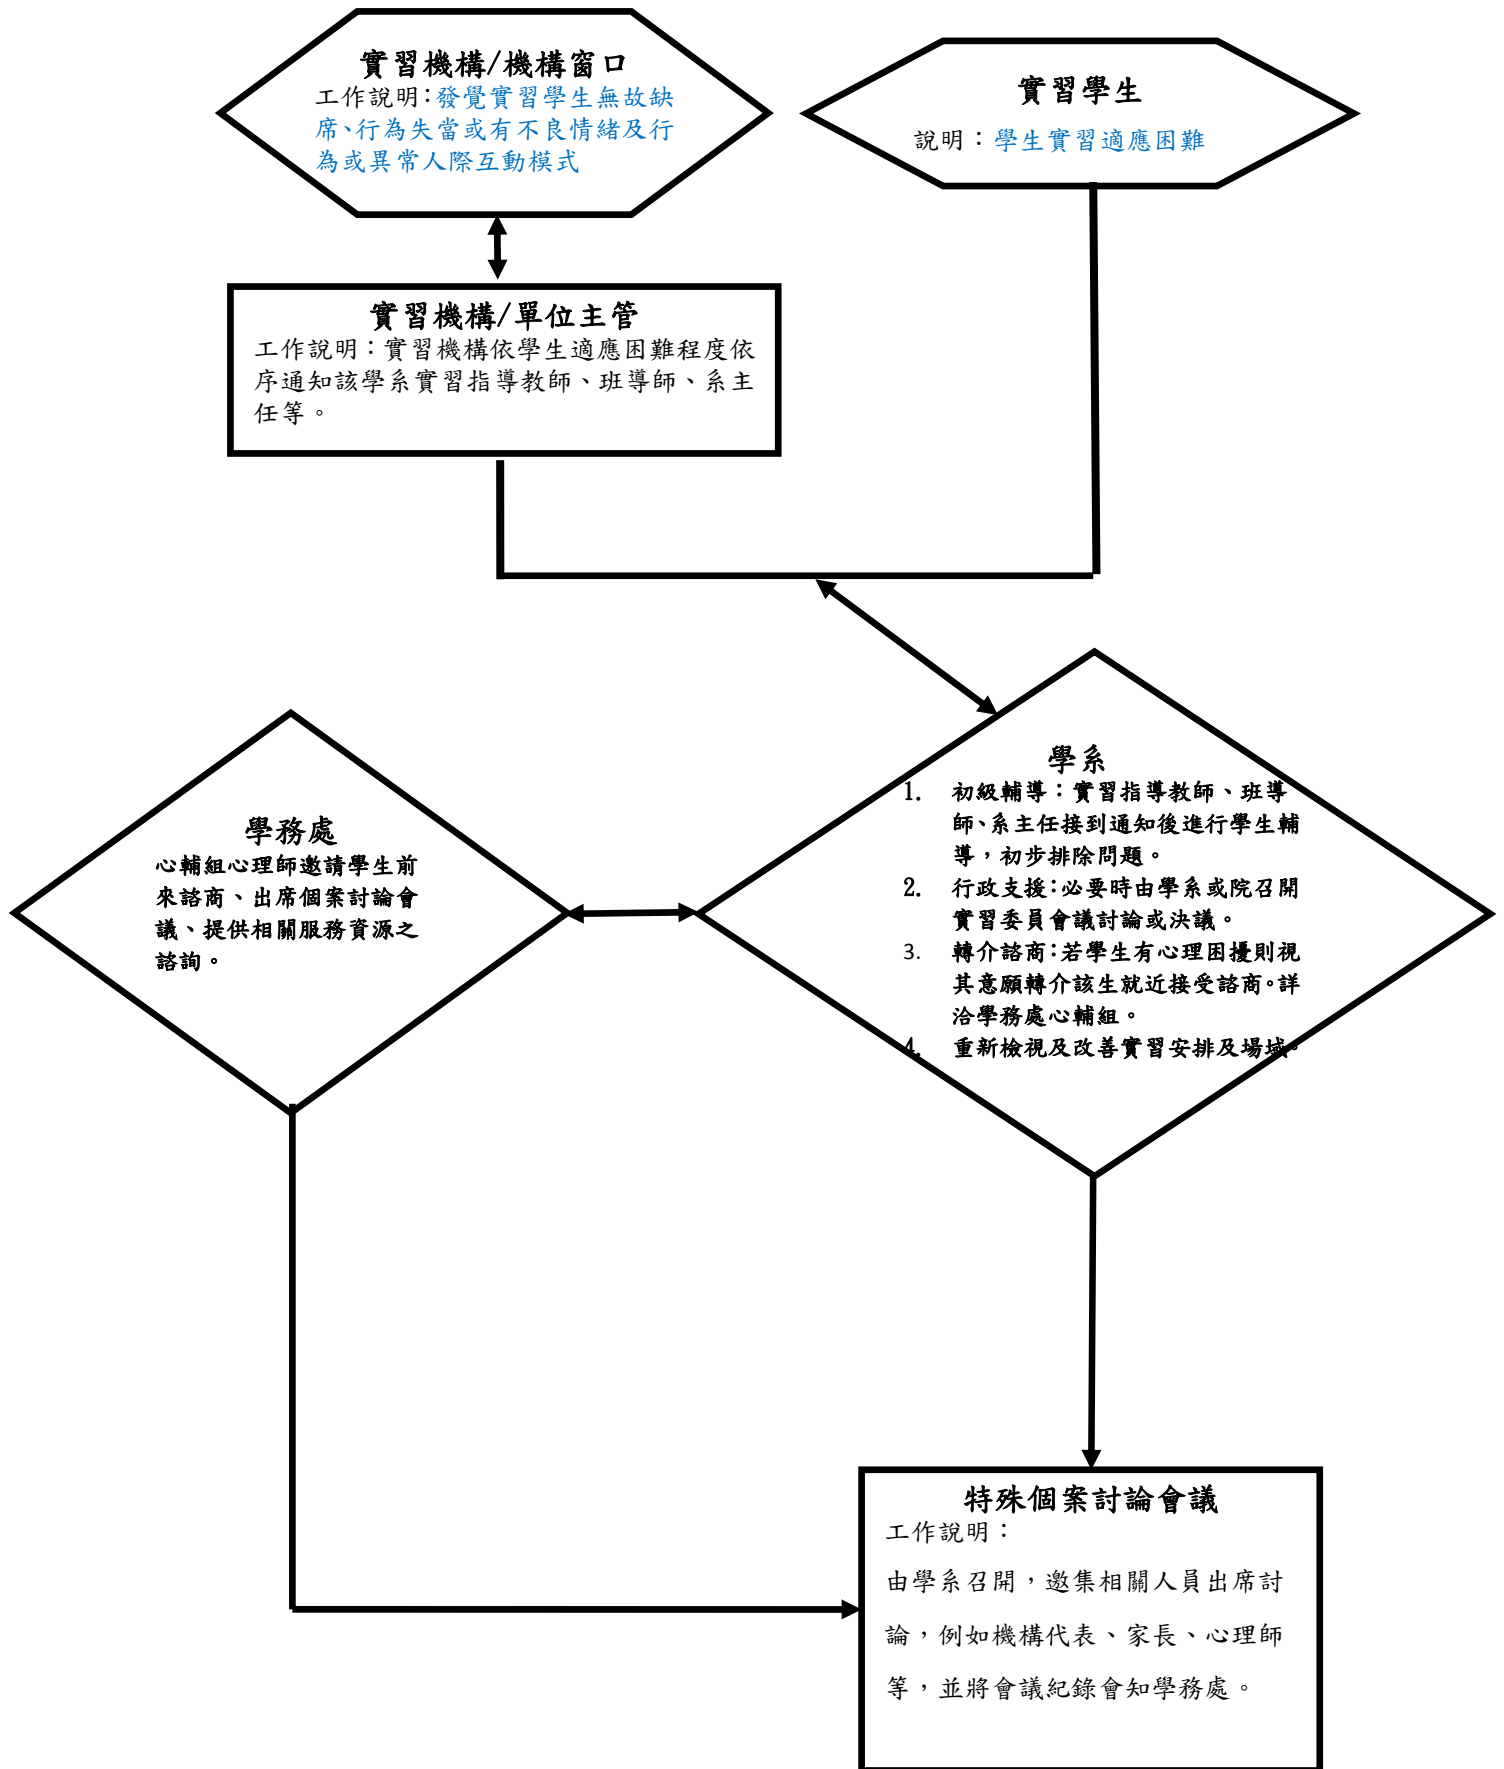 實習機構/機構窗口
工作說明：發覺實習學生無故缺
席、行為失當或有不良情緒及行
為或異常人際互動模式
實習學生
說明：學生實習適應困難
實習機構/單位主管
工作說明：實習機構依學生適應困難程度依
序通知該學系實習指導教師、班導師、系主
任等。
學系
1. 初級輔導：實習指導教師、班導
師、系主任接到通知後進行學生輔
導，初步排除問題。
2. 行政支援：必要時由學系或院召開
實習委員會議討論或決議。
3. 轉介諮商：若學生有心理困擾則視
其意願轉介該生就近接受諮商。詳
洽學務處心輔組。
4. 重新檢視及改善實習安排及場域。
學務處
心輔組心理師邀請學生前
來諮商、出席個案討論會
議、提供相關服務資源之
諮詢。
特殊個案討論會議
工作說明：
由學系召開，邀集相關人員出席討
論，例如機構代表、家長、心理師
等，並將會議紀錄會知學務處。